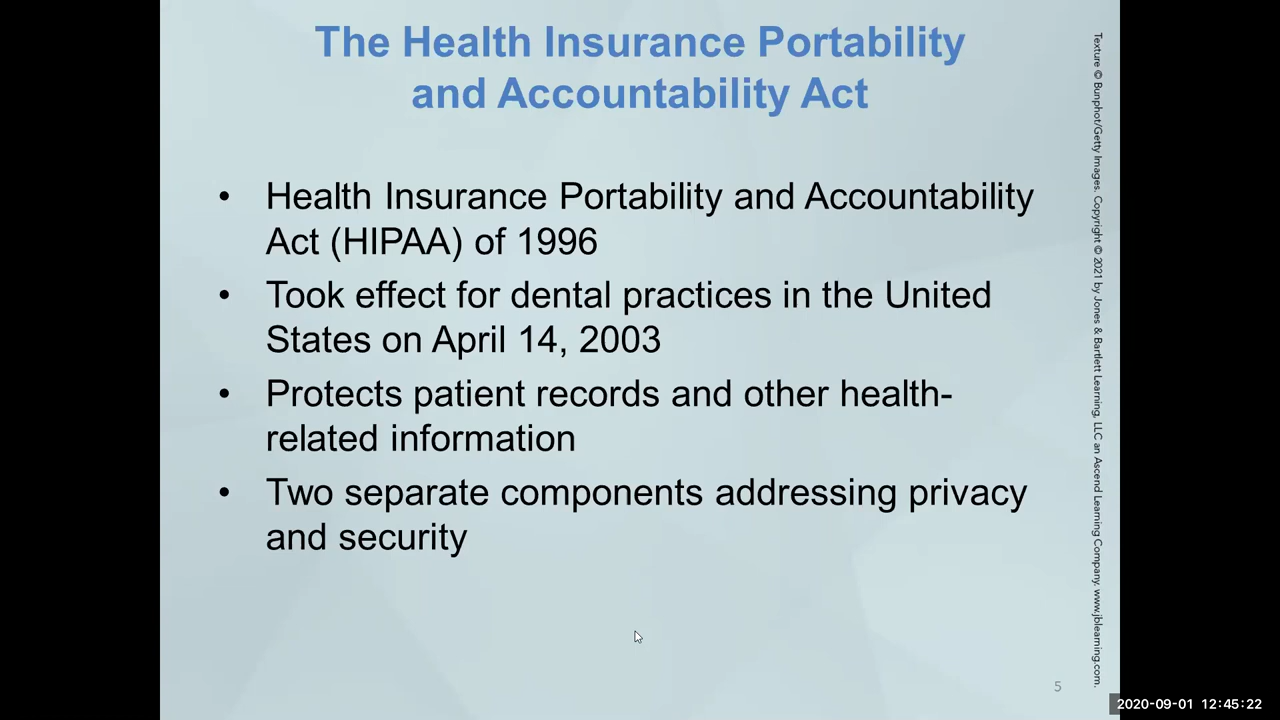 The Health Insurance Portability
and Accountability Act
• Health Insurance Portability and Accountability
Act (HIPAA) of 1996
• Took effect for dental practices in the United
States on April 14, 2003
• Protects patient records and other health-
related information
• Two separate components addressing privacy
and security
Texture © Bunphot/Getty Images. Copyright © 2021 by Jones & Bartlett Learning, LLC an Ascend Learning Company. www.jblearning.com.
5
2020-09-01 12:45:22